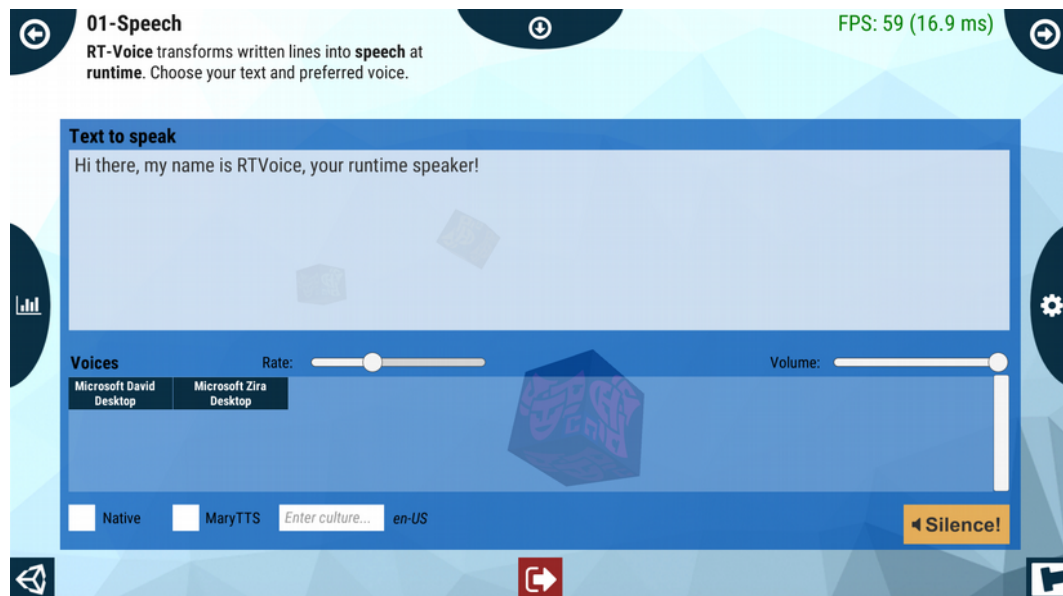 01-Speech
FPS: 59 (16.9 ms)
RT-Voice transforms written lines into speech at
runtime. Choose your text and preferred voice.
Text to speak
Hi there, my name is RTVoice, your runtime speaker!
Voices
Rate:
Volume:
Microsoft David
Desktop
Microsoft Zira
Desktop
Native
MaryTTS
Enter culture...
en-US
Silence!